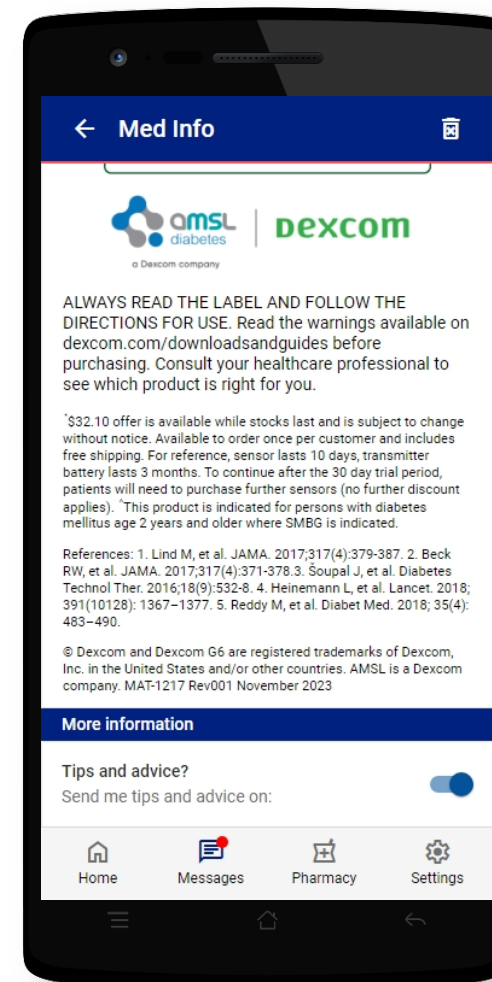 Med Info
amsl
diabetes
DEXCOM
a Dexcom company
ALWAYS READ THE LABEL AND FOLLOW THE
DIRECTIONS FOR USE. Read the warnings available on
dexcom.com/downloadsandguides before
purchasing. Consult your healthcare professional to
see which product is right for you.
*$32.10 offer is available while stocks last and is subject to change
without notice. Available to order once per customer and includes
free shipping. For reference, sensor lasts 10 days, transmitter
battery lasts 3 months. To continue after the 30 day trial period,
patients will need to purchase further sensors (no further discount
applies). ^This product is indicated for persons with diabetes
mellitus age 2 years and older where SMBG is indicated.
References: 1. Lind M, et al. JAMA. 2017;317(4):379-387. 2. Beck
RW, et al. JAMA. 2017;317(4):371-378.3. Šoupal J, et al. Diabetes
Technol Ther. 2016;18(9):532-8. 4. Heinemann L, et al. Lancet. 2018;
391(10128): 1367–1377. 5. Reddy M, et al. Diabet Med. 2018; 35(4):
483–490.
© Dexcom and Dexcom G6 are registered trademarks of Dexcom,
Inc. in the United States and/or other countries. AMSL is a Dexcom
company. MAT-1217 Rev001 November 2023
More information
Tips and advice?
Send me tips and advice on:
Home Messages Pharmacy Settings